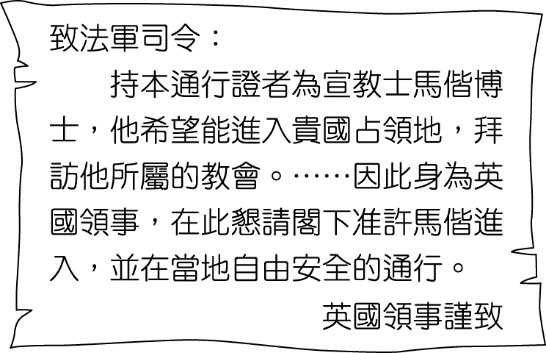 致法軍司令：
持本通行證者為宣教士馬偕博
士，他希望能進入貴國占領地，拜
訪他所屬的教會。……因此身為英
國領事，在此懇請閣下准許馬偕進
入，並在當地自由安全的通行。
英國領事謹致